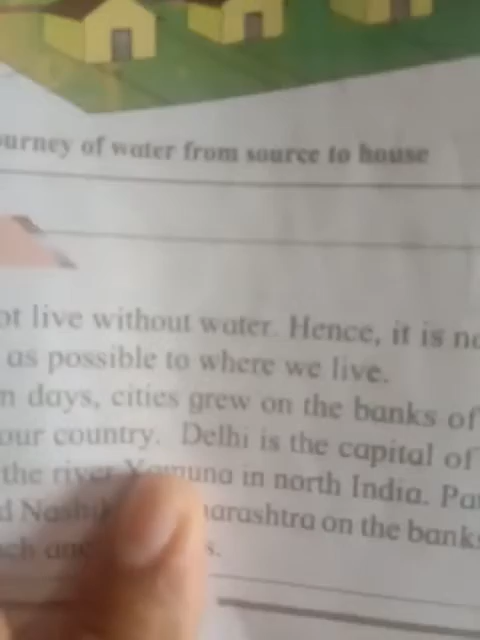 urney of water from source to house
ot live without water. Hence, it is
as possible to where we live.
n days, cities grew on the banks of
our country. Delhi is the capital of
the river Yamuna in north India.
arashtra on the banks